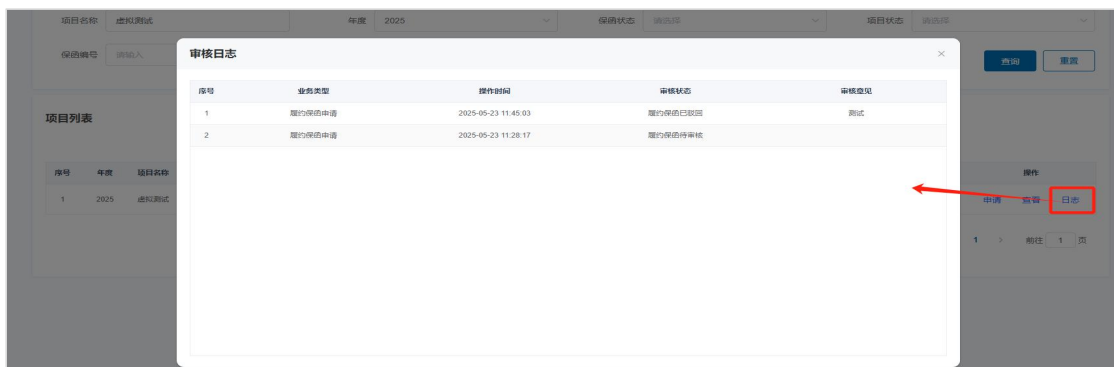 项目名称 虚拟测试 年度 2025 保函状态 请选择 项目状态 请选择
保函编号 请输入 查询 重置
审核日志
序号 业务类型 操作时间 审核状态 审核意见
1 履约保函申请 2025-05-23 11:45:03 履约保函已驳回 测试
2 履约保函申请 2025-05-23 11:28:17 履约保函待审核
项目列表
序号 年度 项目名称 操作
1 2025 虚拟测试 申请 查看 日志
1 前往 1 页